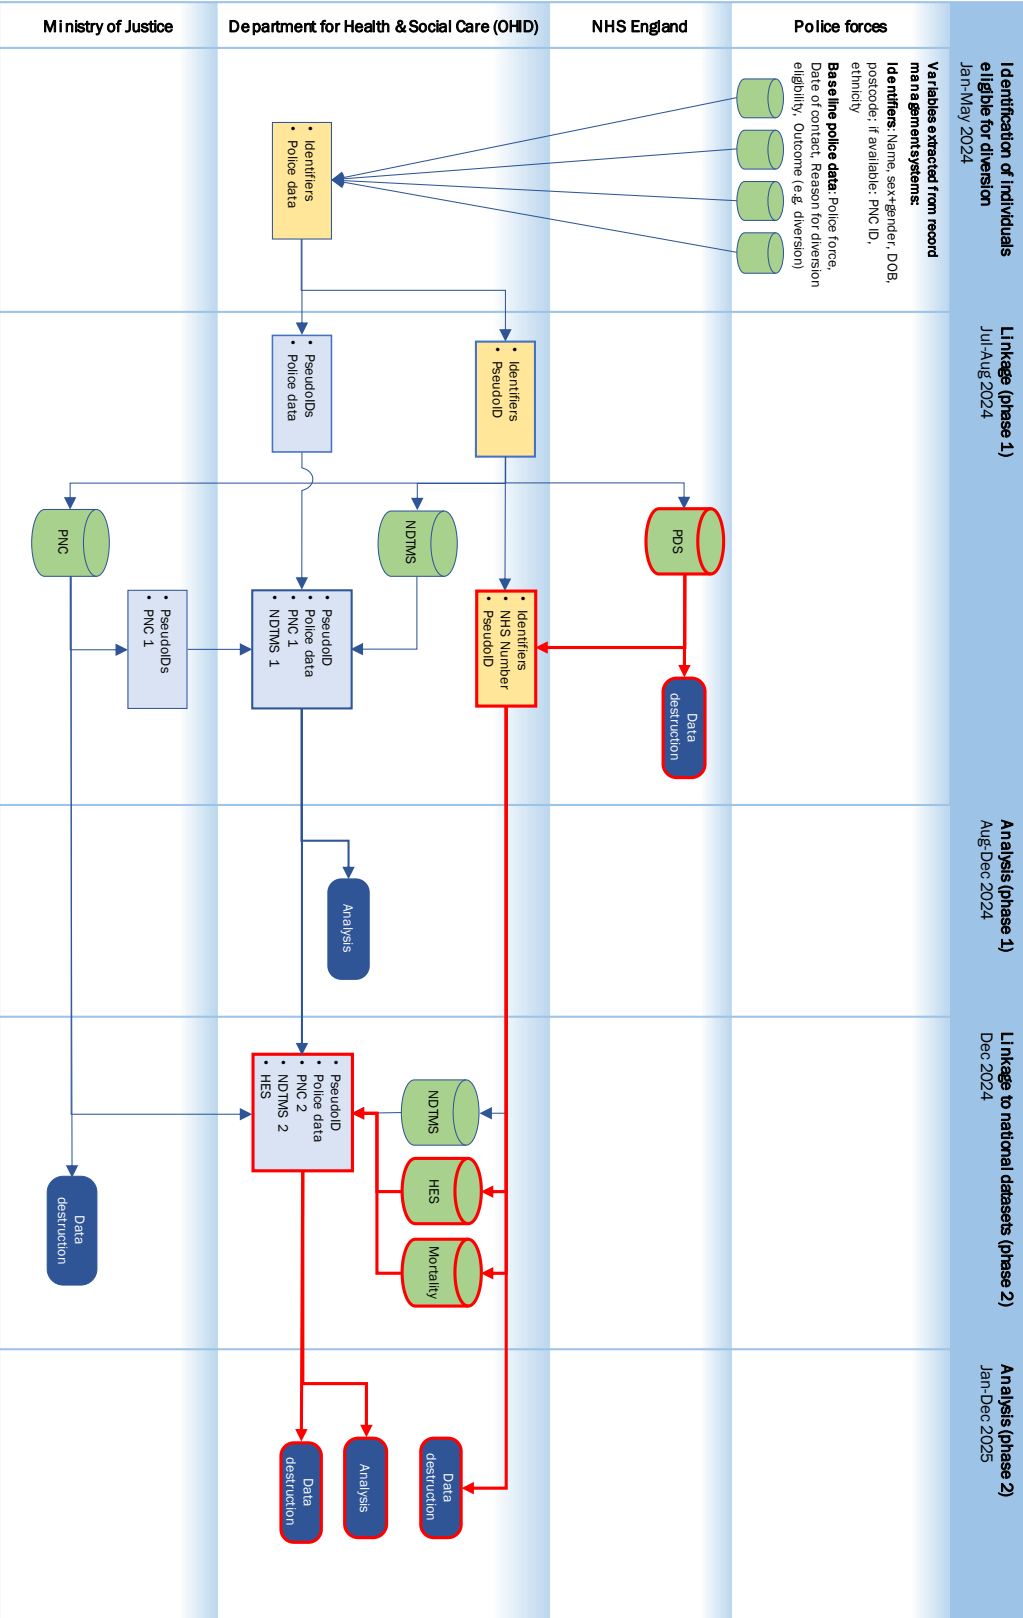 Ministry of Justice
Department for Health & Social Care (OHID)
NHS England
Police forces
Identification of individuals
eligible for diversion
Jan-May 2024
Variables extracted from record
management systems:
Identifiers: Name, sex+gender, DOB,
postcode; if available: PNC ID,
ethnicity
Baseline police data: Police force,
Date of contact, Reason for diversion
eligibility, Outcome (e.g. diversion)
• Identifiers
• Police data
Linkage (phase 1)
Jul-Aug 2024
• Identifiers
• PseudoID
• PseudoIDs
• Police data
PDS
NDTMS
PNC
• Identifiers
• NHS Number
• PseudoID
• PseudoID
• Police data
• PNC 1
• NDTMS 1
• PseudoIDs
• PNC 1
Data
destruction
Analysis (phase 1)
Aug-Dec 2024
Analysis
Linkage to national datasets (phase 2)
Dec 2024
• PseudoID
• Police data
• PNC 2
• NDTMS 2
• HES
NDTMS
HES
Mortality
Data
destruction
Analysis (phase 2)
Jan-Dec 2025
Data
destruction
Analysis
Data
destruction